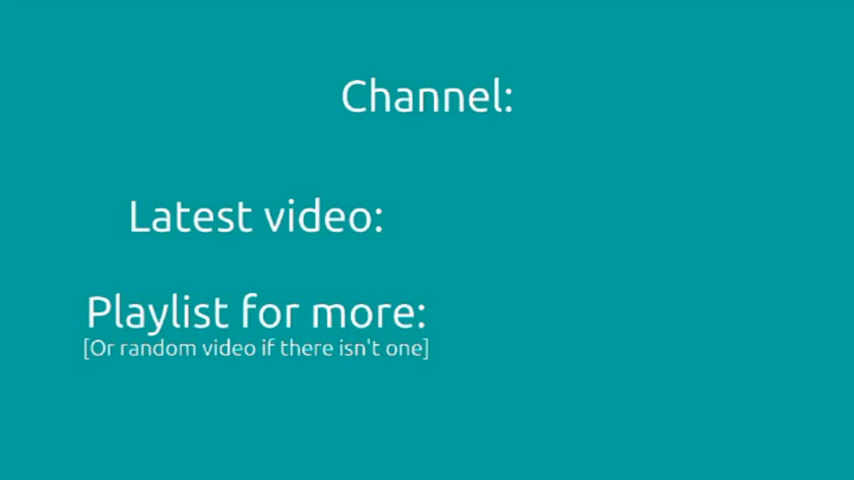 Channel:
Latest video:
Playlist for more:
[Or random video if there isn't one]